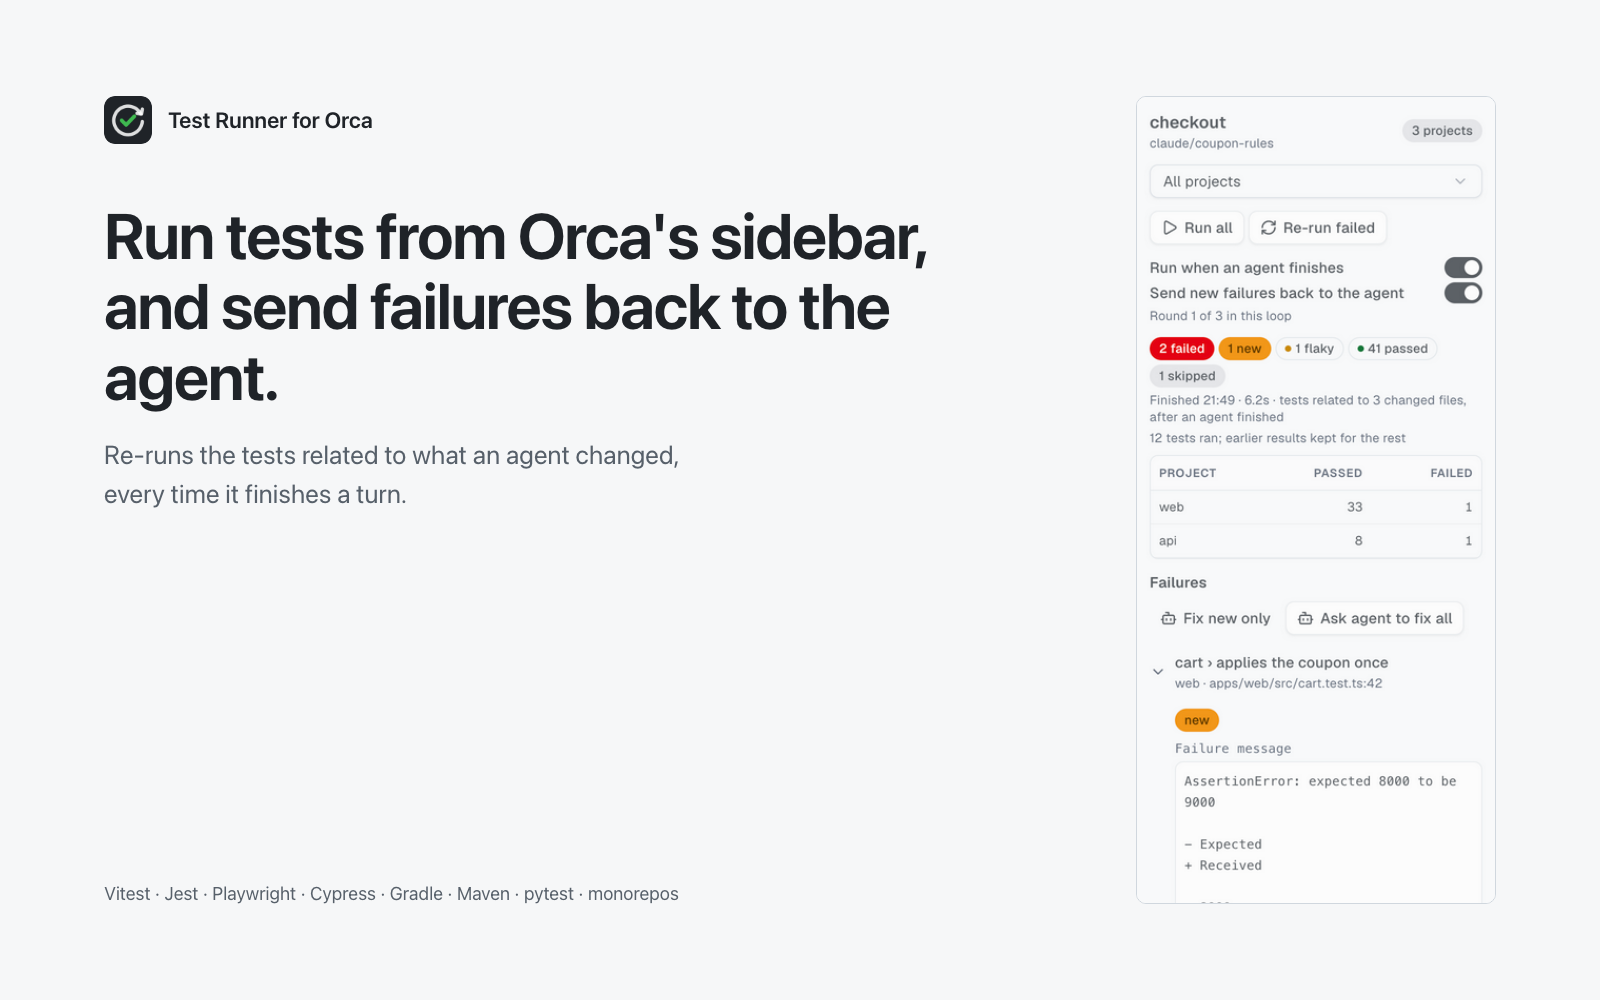 Test Runner for Orca
Run tests from Orca's sidebar,
and send failures back to the
agent.
Re-runs the tests related to what an agent changed,
every time it finishes a turn.
Vitest · Jest · Playwright · Cypress · Gradle · Maven · pytest · monorepos
checkout
claude/coupon-rules
3 projects
All projects
Run all
Re-run failed
Run when an agent finishes
Send new failures back to the agent
Round 1 of 3 in this loop
2 failed
1 new
1 flaky
41 passed
1 skipped
Finished 21:49 · 6.2s · tests related to 3 changed files,
after an agent finished
12 tests ran; earlier results kept for the rest
PROJECT PASSED FAILED
web 33 1
api 8 1
Failures
Fix new only
Ask agent to fix all
cart › applies the coupon once
web · apps/web/src/cart.test.ts:42
new
Failure message
AssertionError: expected 8000 to be
9000
− Expected
+ Received